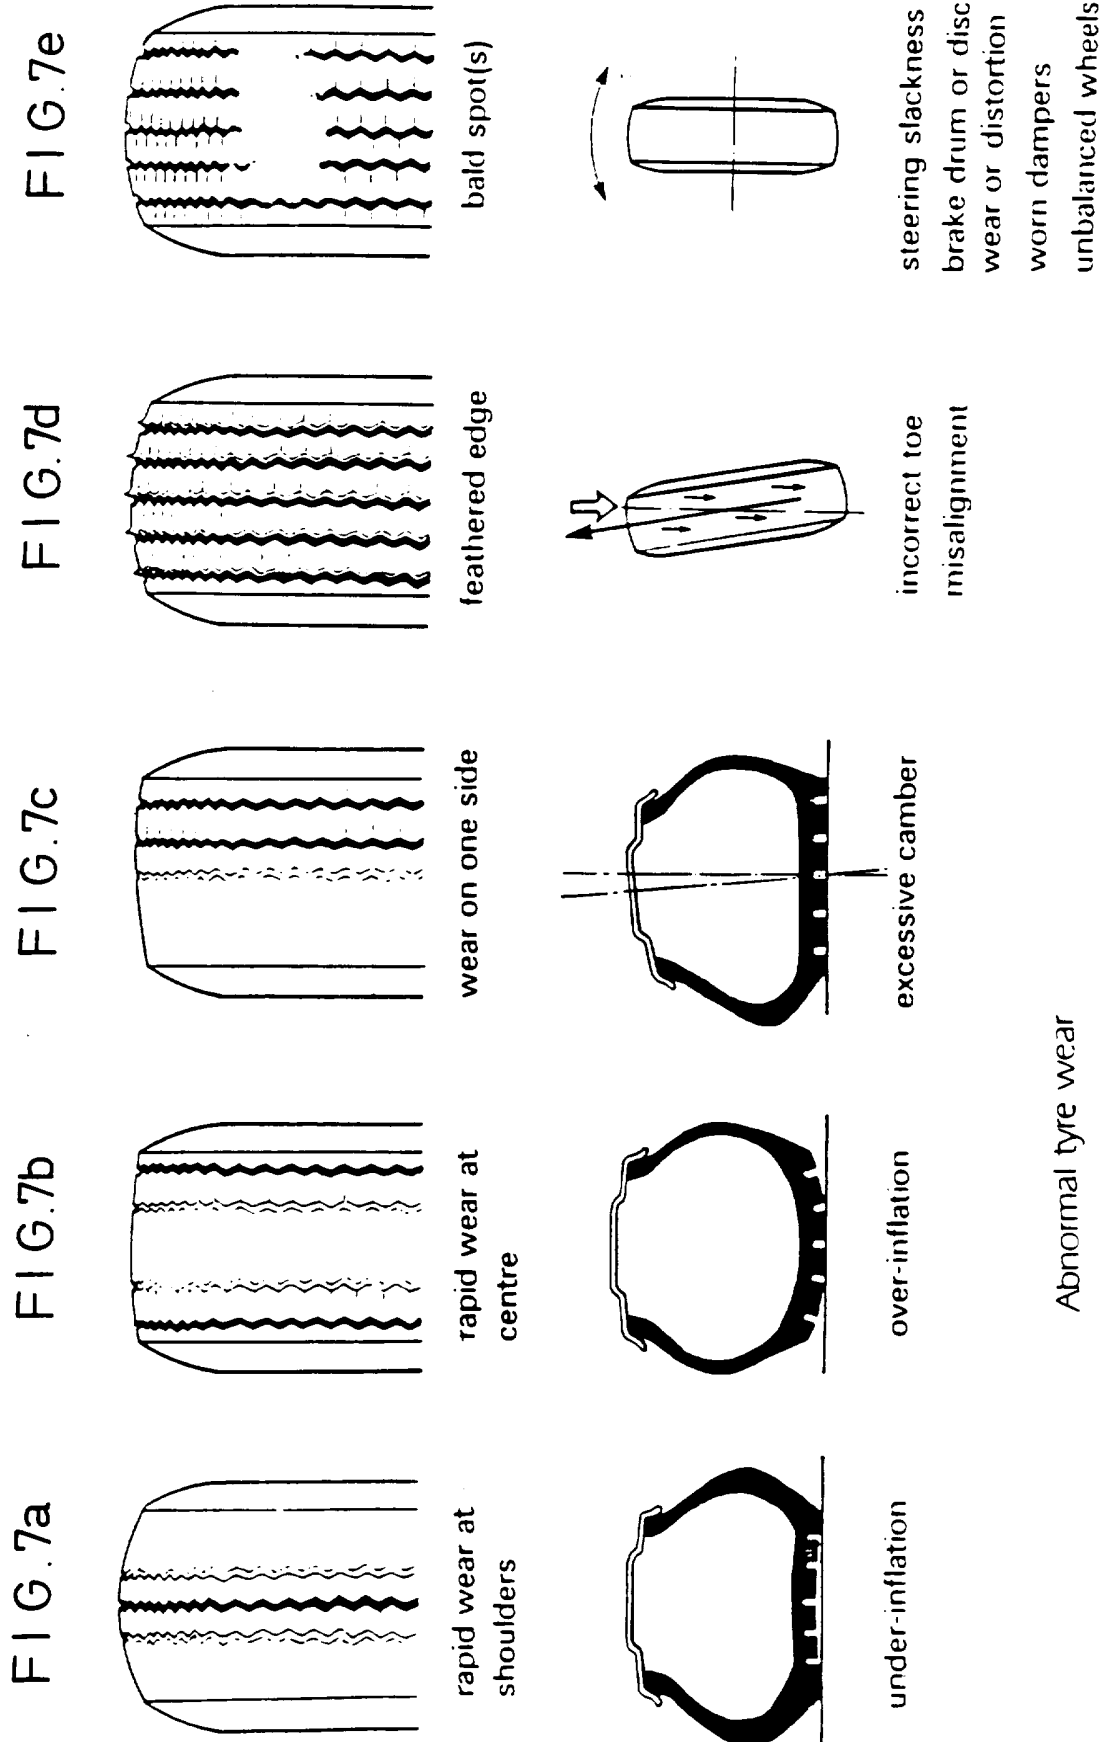 FIG.7a
rapid wear at
shoulders
under-inflation
FIG.7b
rapid wear at
centre
over-inflation
FIG.7c
wear on one side
excessive camber
FIG.7d
feathered edge
incorrect toe
misalignment
FIG.7e
bald spot(s)
steering slackness
brake drum or disc
wear or distortion
worn dampers
unbalanced wheels
Abnormal tyre wear